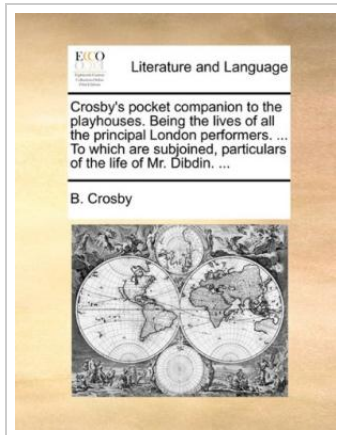 ECCO
Literature and Language
Crosby's pocket companion to the
playhouses. Being the lives of all
the principal London performers. ...
To which are subjoined, particulars
of the life of Mr. Dibdin. ...
B. Crosby